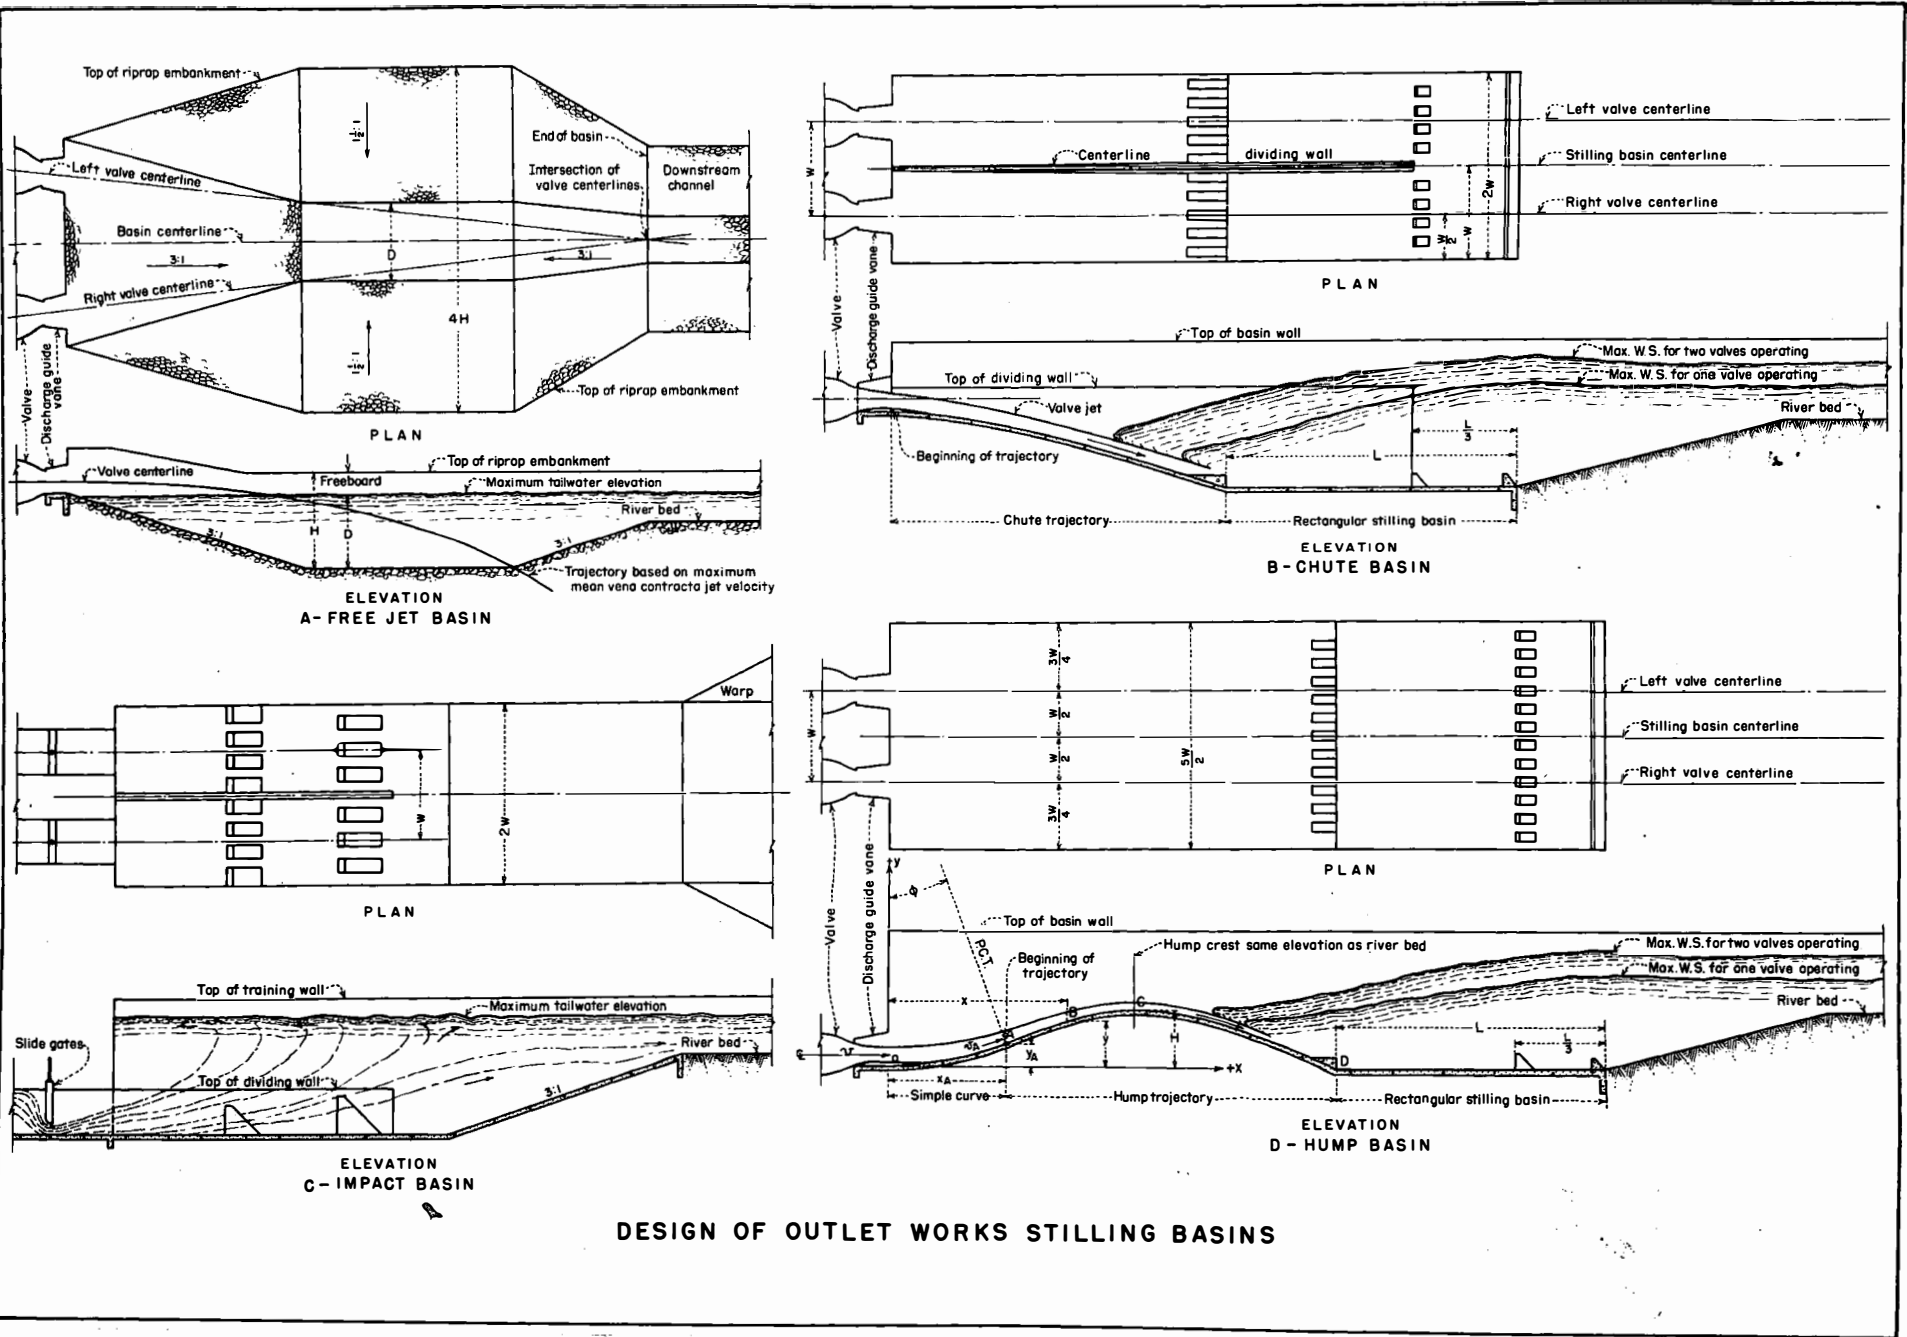 Top of riprap embankment
1½:1
End of basin
Left valve centerline
Intersection of
valve centerlines
Downstream
channel
Basin centerline
3:1
D
3:1
Right valve centerline
4H
1½:1
Valve
Discharge guide
vane
Top of riprap embankment
PLAN
Valve centerline
Top of riprap embankment
Freeboard
Maximum tailwater elevation
River bed
3:1
H
D
3:1
Trajectory based on maximum
mean vena contracta jet velocity
ELEVATION
A-FREE JET BASIN
Left valve centerline
W
Centerline
dividing wall
Stilling basin centerline
2W
Right valve centerline
W/2
W
Valve
Discharge guide vane
PLAN
Top of basin wall
Max. W.S. for two valves operating
Top of dividing wall
Max. W.S. for one valve operating
Valve jet
River bed
L/3
Beginning of trajectory
L
Chute trajectory
Rectangular stilling basin
ELEVATION
B-CHUTE BASIN
Warp
W
2W
PLAN
Top of training wall
Maximum tailwater elevation
Slide gates
River bed
Top of dividing wall
3:1
ELEVATION
C-IMPACT BASIN
3W/4
Left valve centerline
W
W/2
Stilling basin centerline
W/2
5W/2
Right valve centerline
3W/4
Valve
Discharge guide vane
PLAN
y
Φ
Top of basin wall
P.C.T.
Beginning of
trajectory
Hump crest same elevation as river bed
Max. W.S. for two valves operating
Max. W.S. for one valve operating
x
B
C
River bed
L
A
L/3
v
vA
yA
y
H
D
+X
xA
Simple curve
Hump trajectory
Rectangular stilling basin
ELEVATION
D-HUMP BASIN
DESIGN OF OUTLET WORKS STILLING BASINS